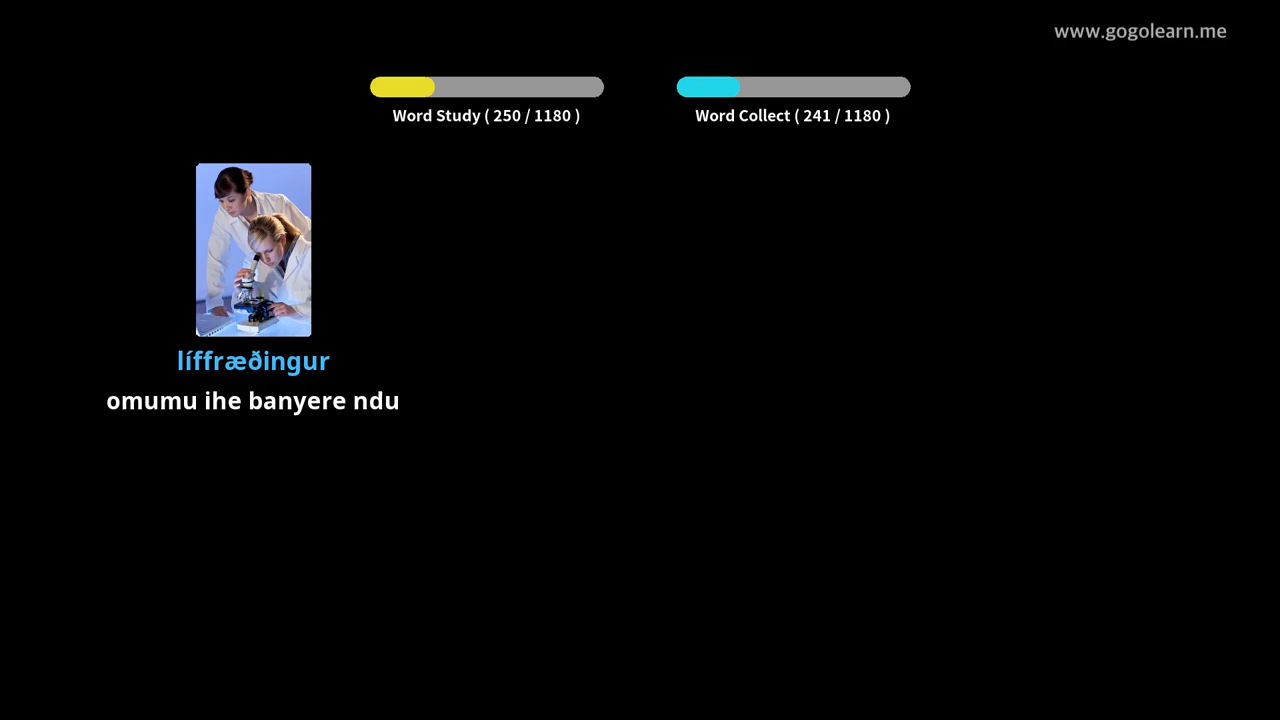 www.gogolearn.me
Word Study ( 250 / 1180 )
Word Collect ( 241 / 1180 )
líffræðingur
omumu ihe banyere ndu